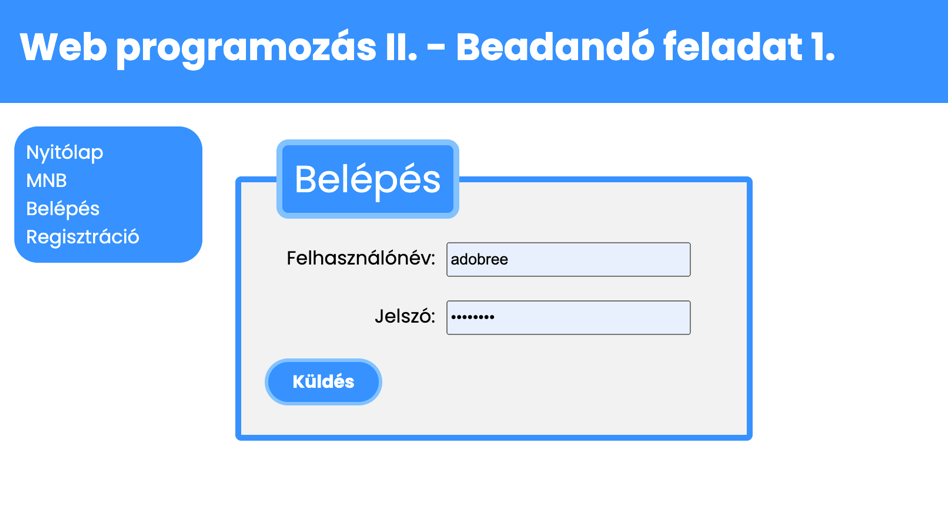 Web programozás II. - Beadandó feladat 1.
Nyitólap
MNB
Belépés
Regisztráció
Belépés
Felhasználónév: adobree
Jelszó: ••••••••
Küldés